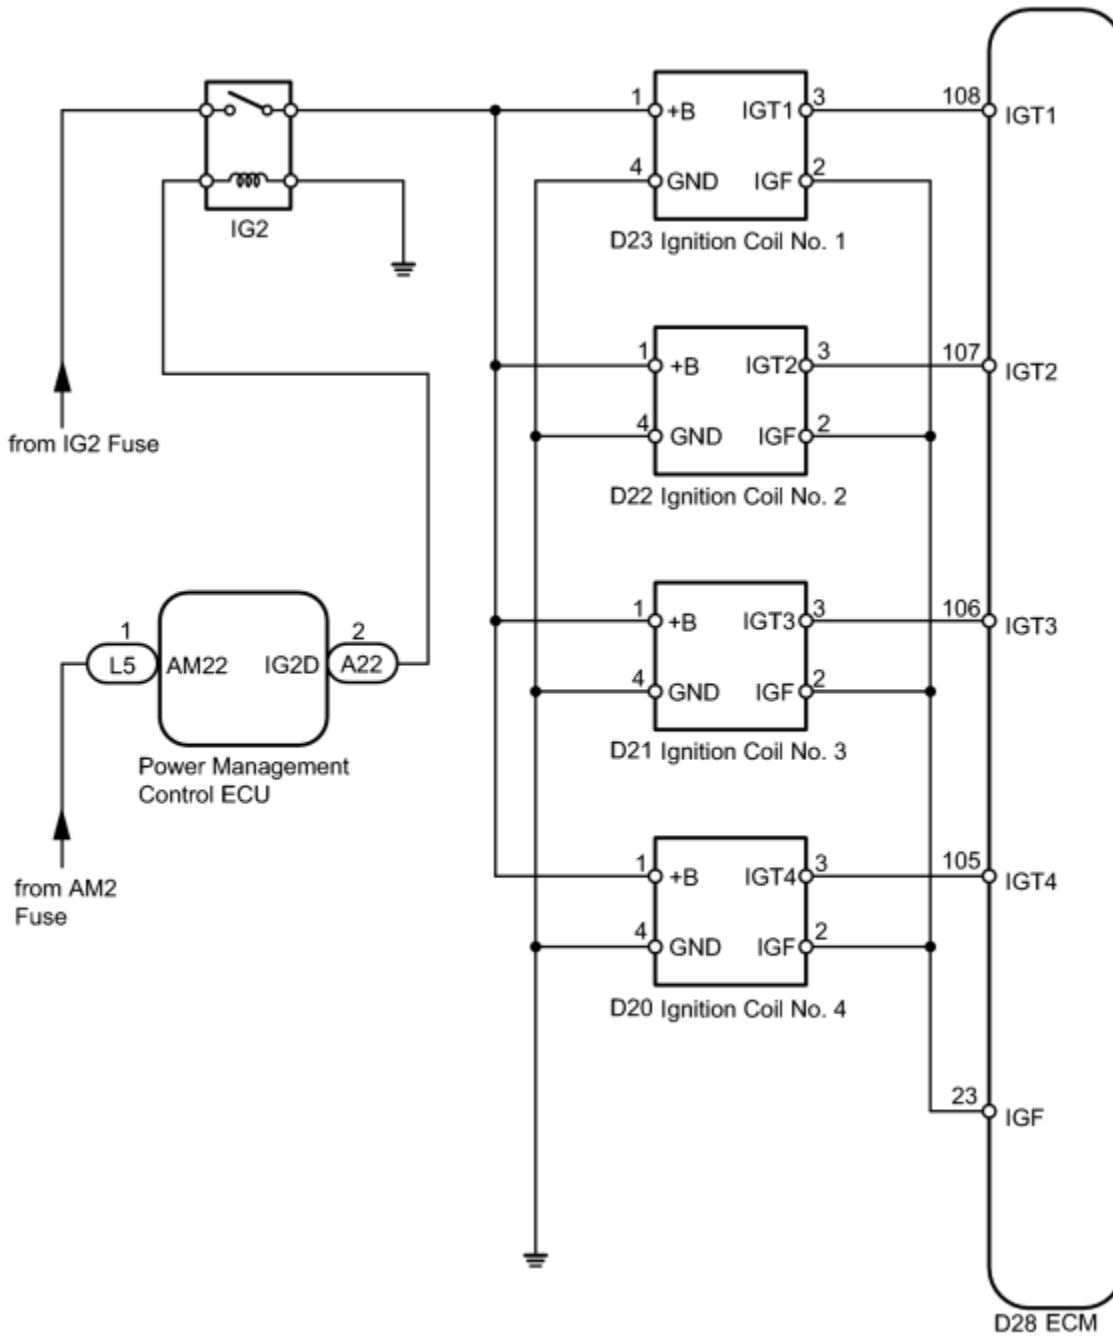 1 +B IGT1 3 108 IGT1
4 GND IGF 2
IG2
D23 Ignition Coil No. 1
1 +B IGT2 3 107 IGT2
from IG2 Fuse
4 GND IGF 2
D22 Ignition Coil No. 2
1 +B IGT3 3 106 IGT3
1 2
L5 AM22 IG2D A22
4 GND IGF 2
D21 Ignition Coil No. 3
Power Management
Control ECU
1 +B IGT4 3 105 IGT4
from AM2
Fuse
4 GND IGF 2
D20 Ignition Coil No. 4
23 IGF
D28 ECM